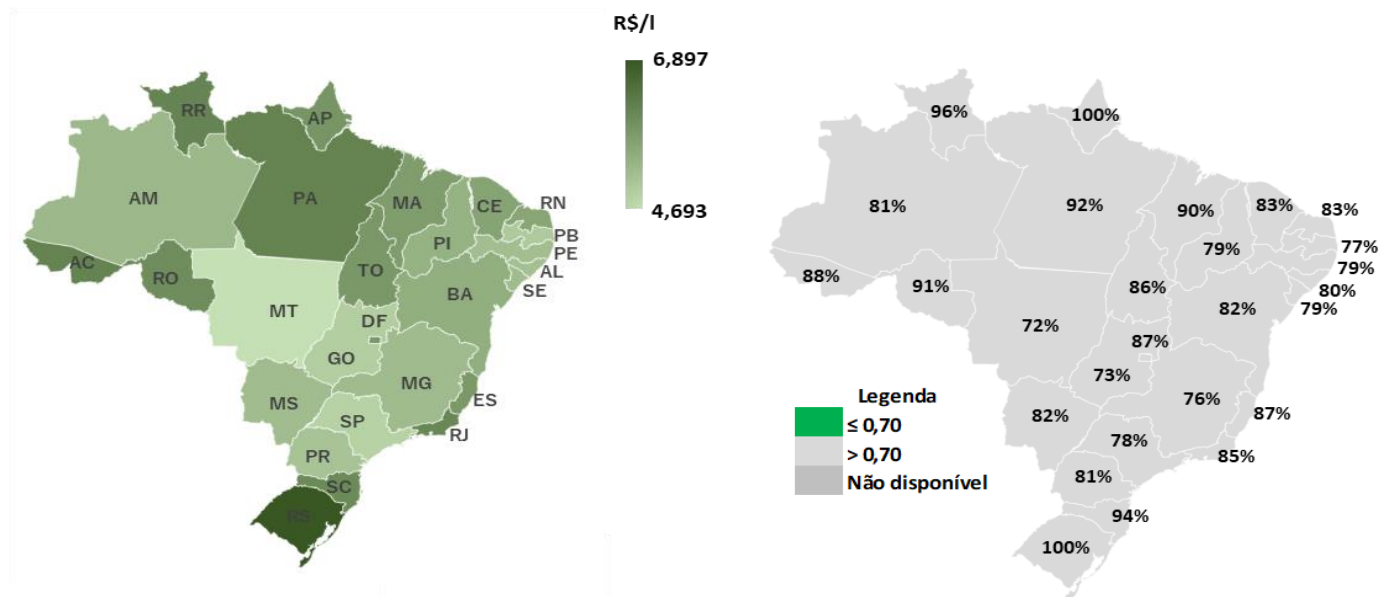 R$/l
6,897
4,693
RR
AP
AM
PA
MA
CE
RN
PB
PE
AL
SE
PI
AC
RO
TO
BA
MT
DF
GO
MG
ES
MS
SP
RJ
PR
SC
RS
96%
100%
81%
92%
90%
83%
83%
77%
79%
80%
79%
79%
88%
91%
86%
82%
72%
87%
73%
76%
87%
82%
78%
85%
81%
94%
100%
Legenda
≤ 0,70
> 0,70
Não disponível